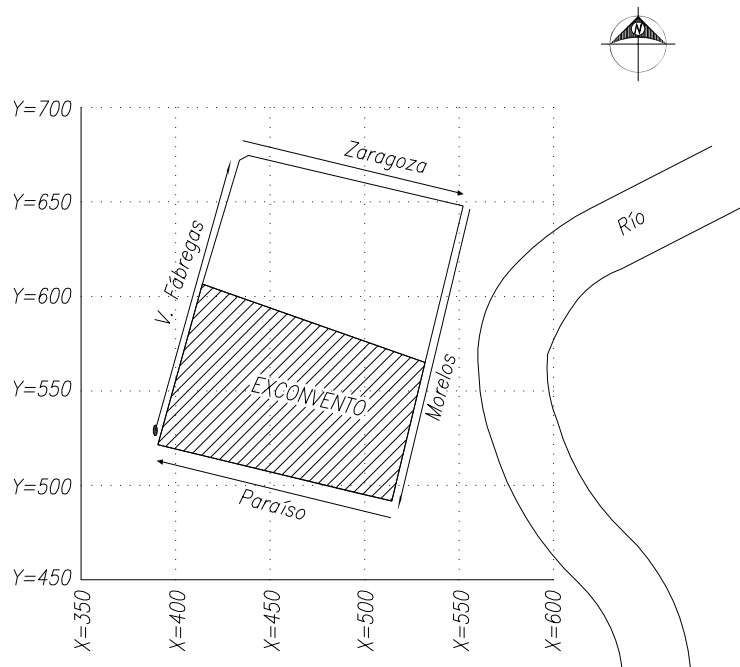 N
Y=700
Zaragoza
Y=650
Río
V. Fábregas
Y=600
Y=550
EXCONVENTO
Morelos
Y=500
Paraíso
Y=450
X=350
X=400
X=450
X=500
X=550
X=600